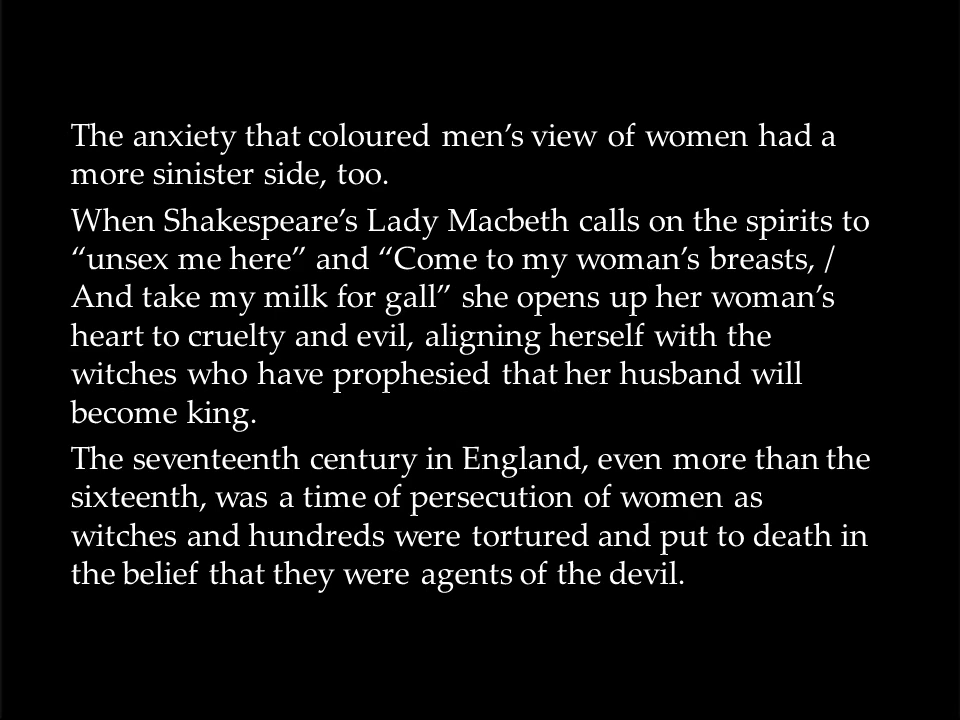 The anxiety that coloured men’s view of women had a
more sinister side, too.
When Shakespeare’s Lady Macbeth calls on the spirits to
“unsex me here” and “Come to my woman’s breasts, /
And take my milk for gall” she opens up her woman’s
heart to cruelty and evil, aligning herself with the
witches who have prophesied that her husband will
become king.
The seventeenth century in England, even more than the
sixteenth, was a time of persecution of women as
witches and hundreds were tortured and put to death in
the belief that they were agents of the devil.